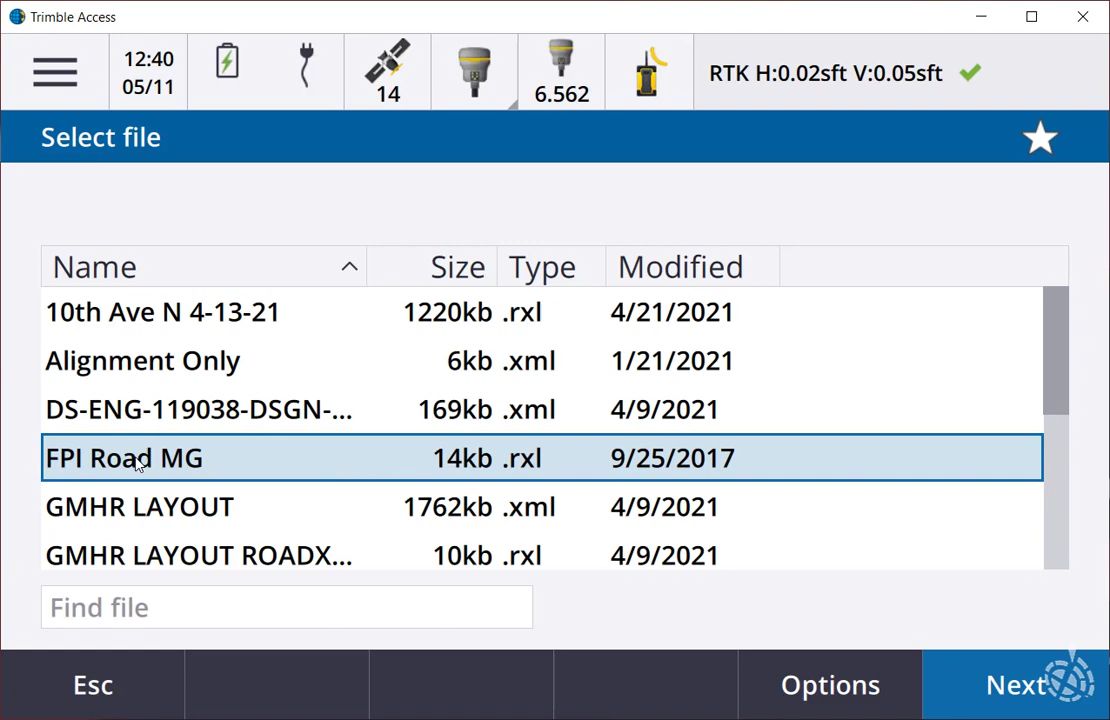 Trimble Access
12:40
05/11
14
6.562
RTK H:0.02sft V:0.05sft
Select file
Name Size Type Modified
10th Ave N 4-13-21 1220kb .rxl 4/21/2021
Alignment Only 6kb .xml 1/21/2021
DS-ENG-119038-DSGN-... 169kb .xml 4/9/2021
FPI Road MG 14kb .rxl 9/25/2017
GMHR LAYOUT 1762kb .xml 4/9/2021
GMHR LAYOUT ROADX... 10kb .rxl 4/9/2021
Find file
Esc Options Next